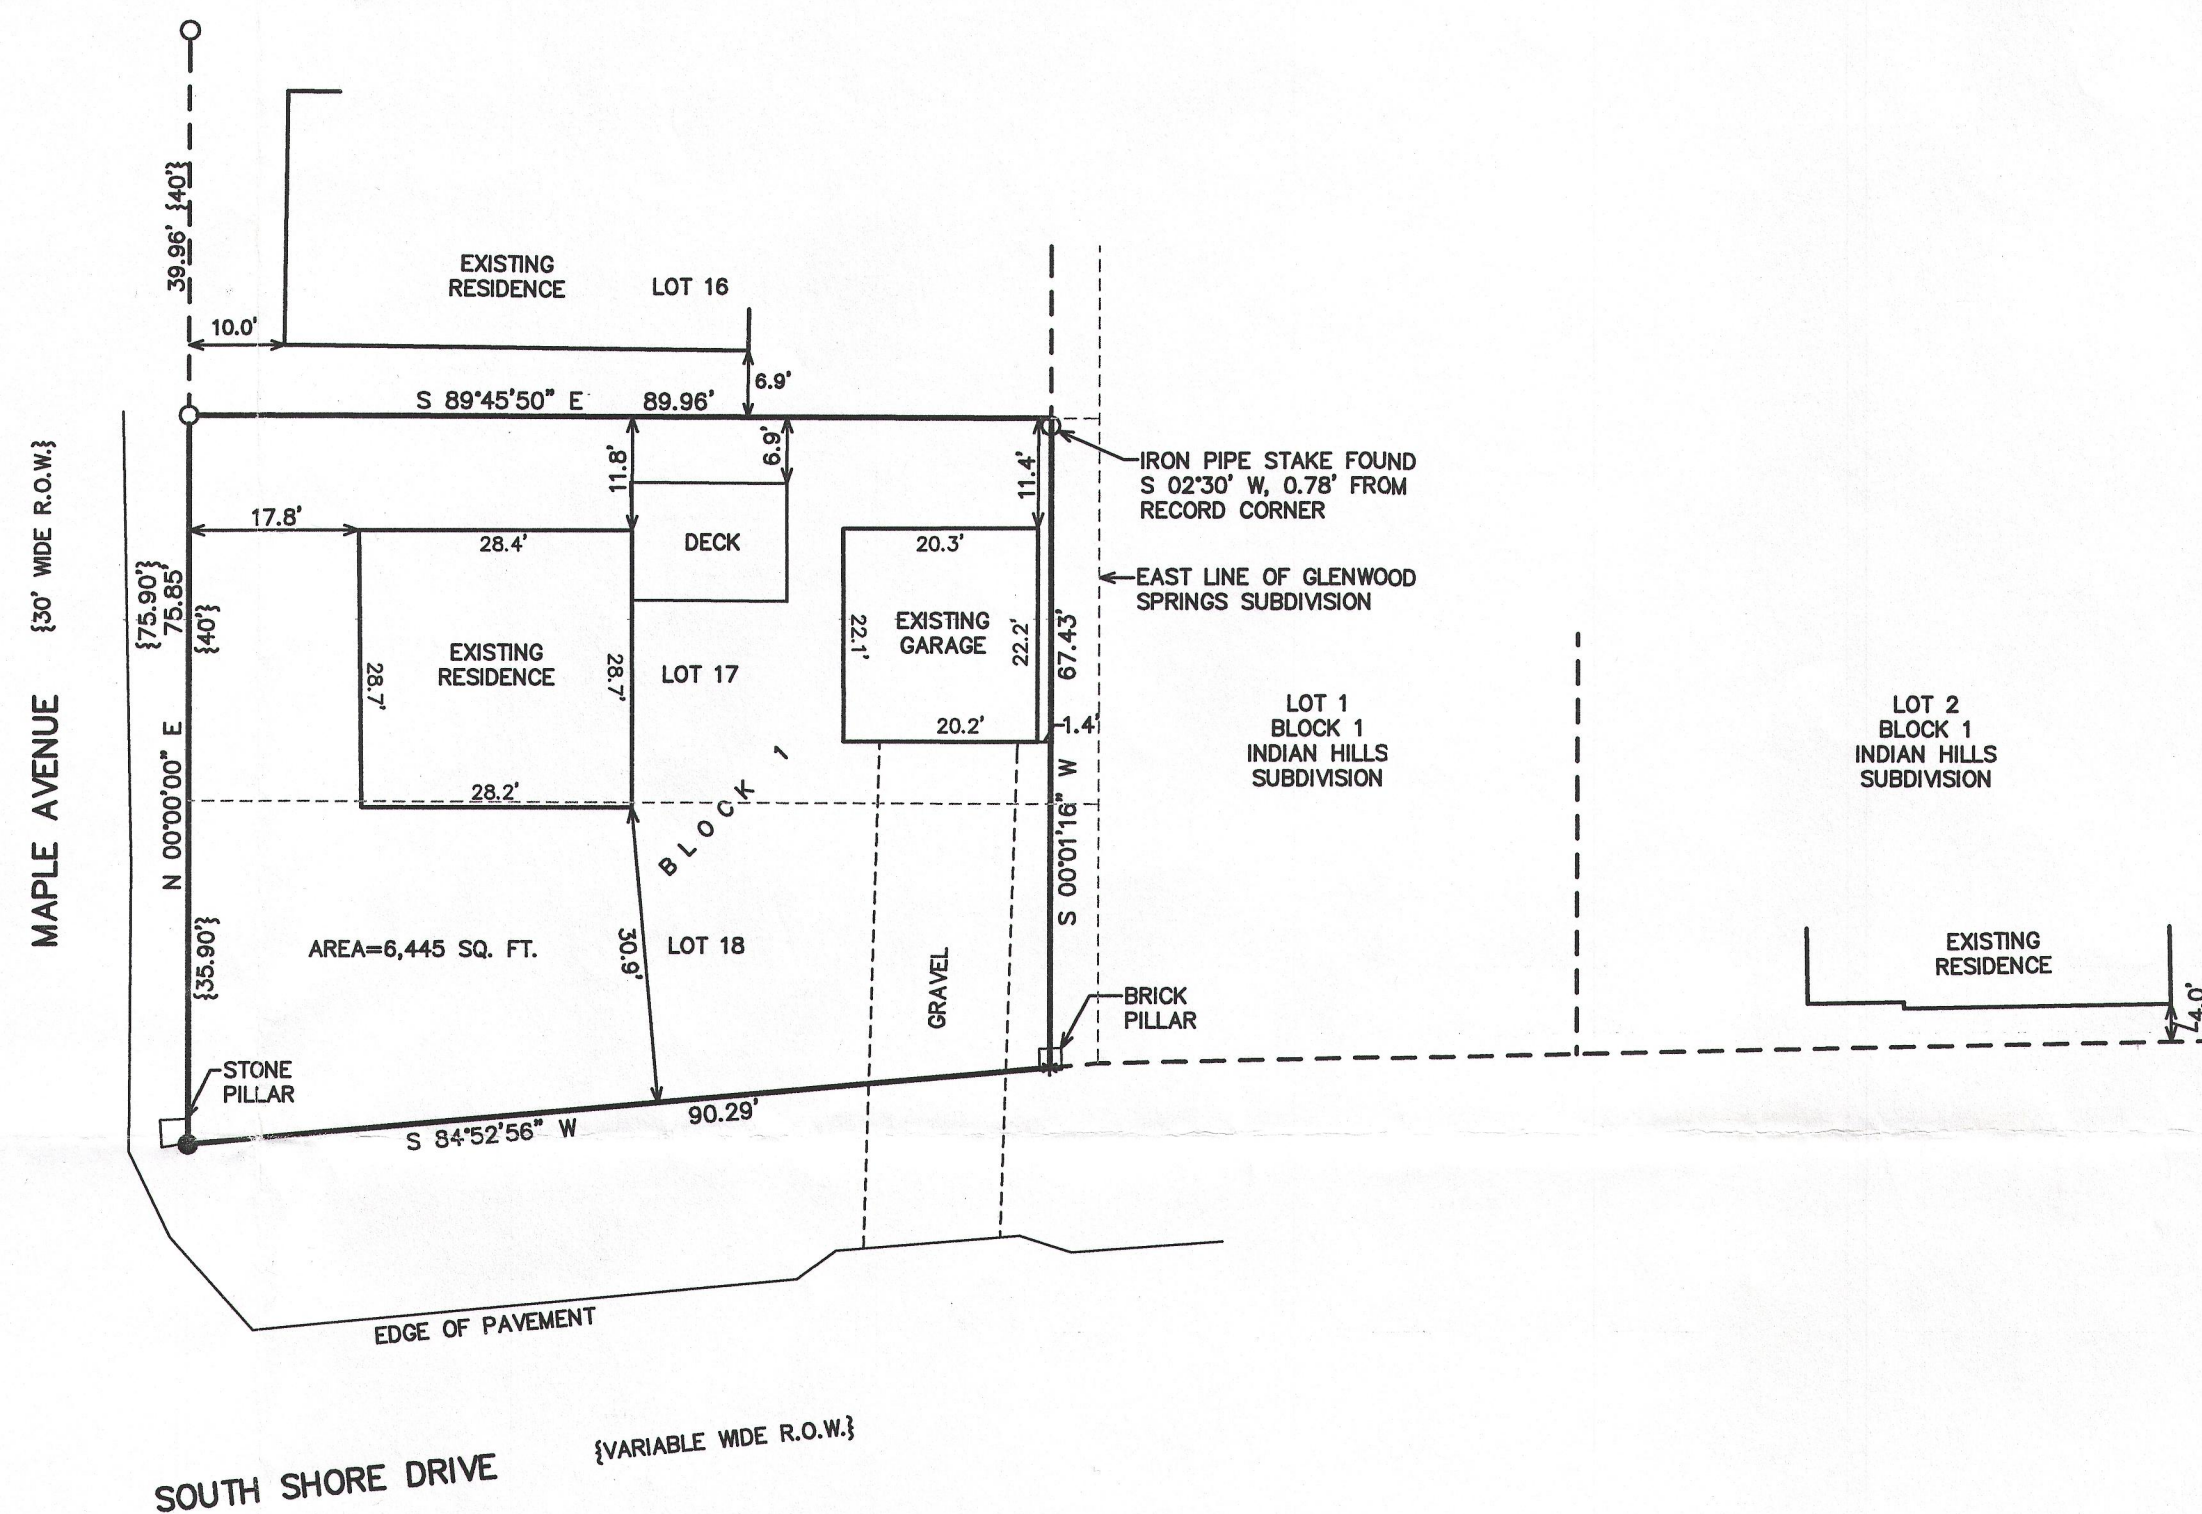 39.96' {40'}
EXISTING
RESIDENCE
LOT 16
10.0'
6.9'
S 89°45'50" E 89.96'
MAPLE AVENUE {30' WIDE R.O.W.}
{75.90'}
75.85'
{40'}
N 00°00'00" E
{35.90'}
17.8'
11.8'
6.9'
11.4'
IRON PIPE STAKE FOUND
S 02°30' W, 0.78' FROM
RECORD CORNER
28.4'
DECK
20.3'
EAST LINE OF GLENWOOD
SPRINGS SUBDIVISION
EXISTING
RESIDENCE
28.7'
28.7'
28.2'
LOT 17
22.1'
EXISTING
GARAGE
22.2'
20.2'
1.4'
67.43'
S 00°01'16" W
BLOCK 1
LOT 1
BLOCK 1
INDIAN HILLS
SUBDIVISION
LOT 2
BLOCK 1
INDIAN HILLS
SUBDIVISION
AREA=6,445 SQ. FT.
30.9'
LOT 18
GRAVEL
BRICK
PILLAR
EXISTING
RESIDENCE
4.0'
STONE
PILLAR
S 84°52'56" W
90.29'
EDGE OF PAVEMENT
SOUTH SHORE DRIVE {VARIABLE WIDE R.O.W.}